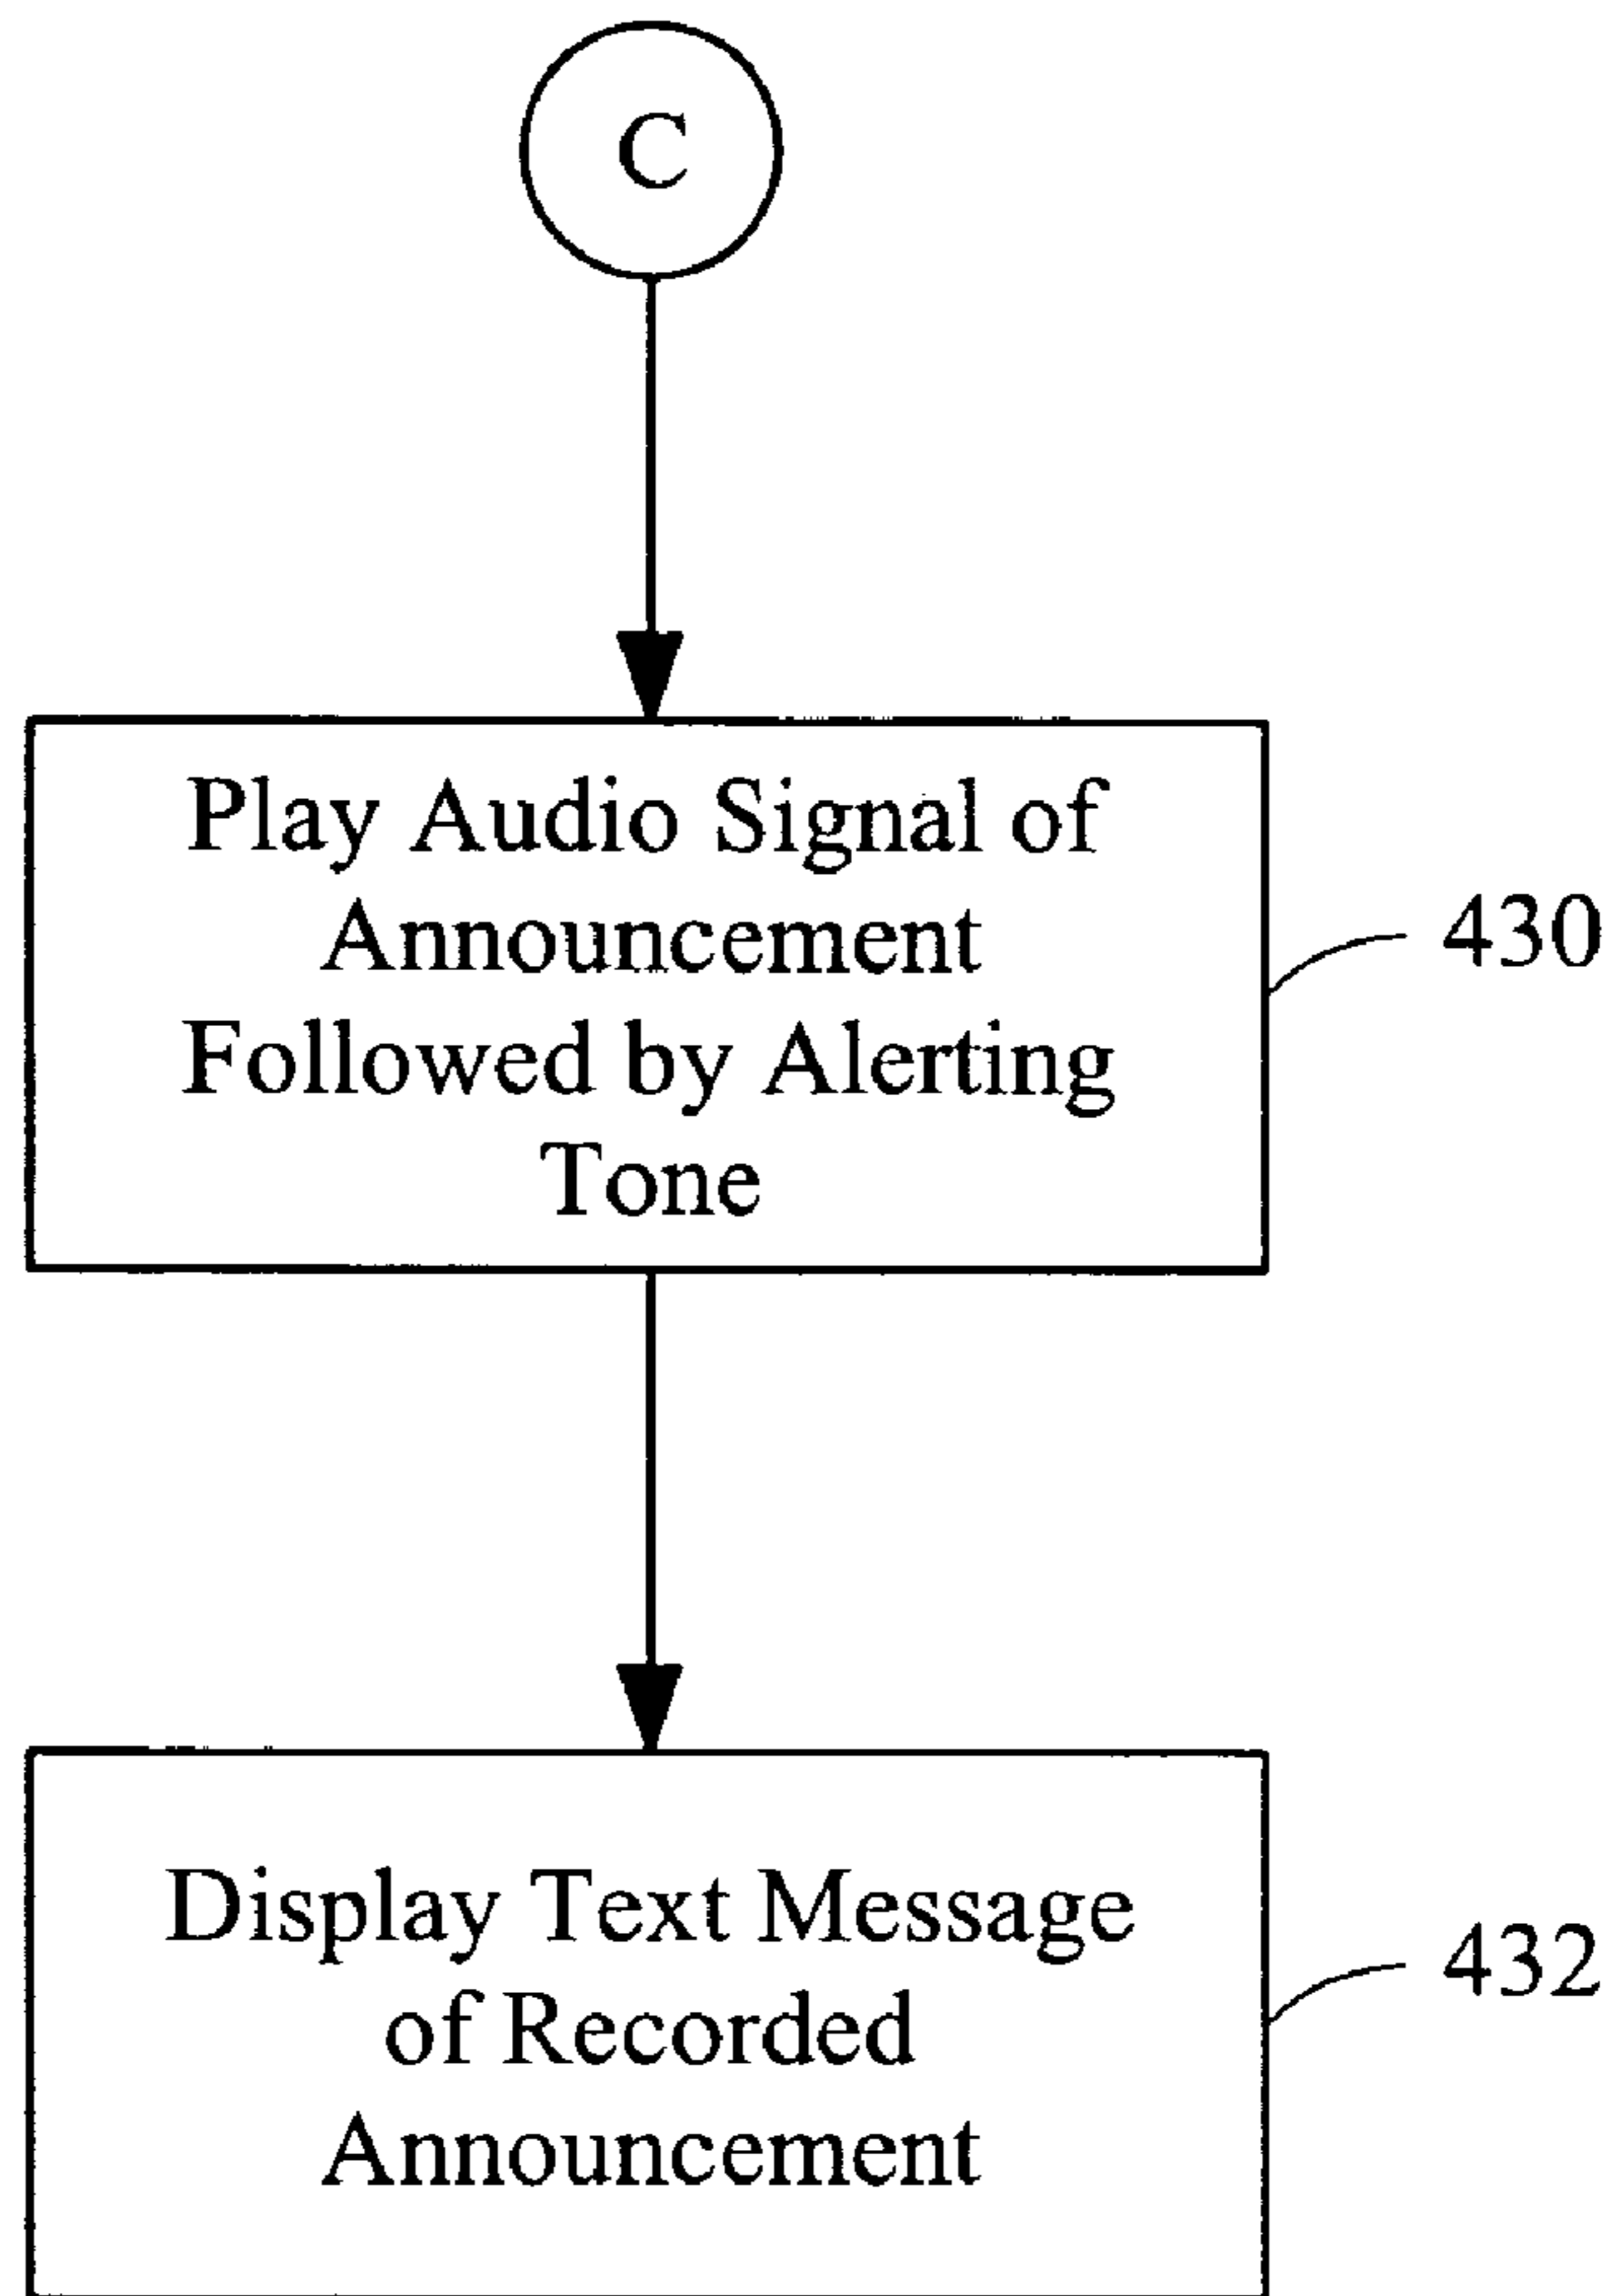 C
Play Audio Signal of
Announcement
Followed by Alerting
Tone
430
Display Text Message
of Recorded
Announcement
432